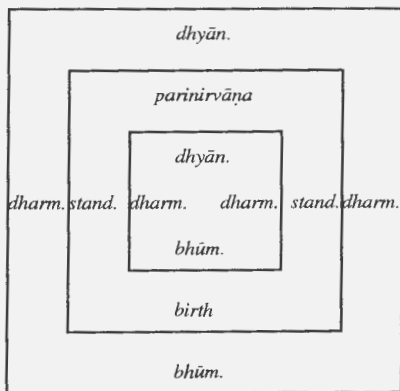 dhyān.
parinirvāṇa
dhyān.
dharm. stand. dharm. dharm. stand. dharm.
bhūm.
birth
bhūm.